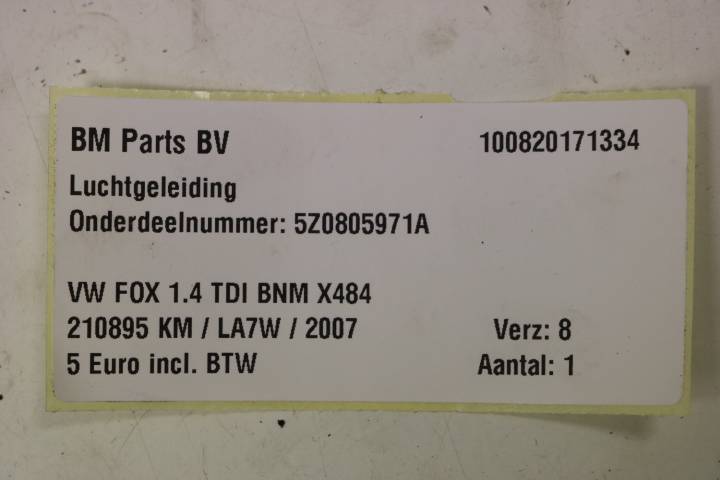 BM Parts BV 100820171334
Luchtgeleiding
Onderdeelnummer: 5Z0805971A
VW FOX 1.4 TDI BNM X484
210895 KM / LA7W / 2007 Verz: 8
5 Euro incl. BTW Aantal: 1